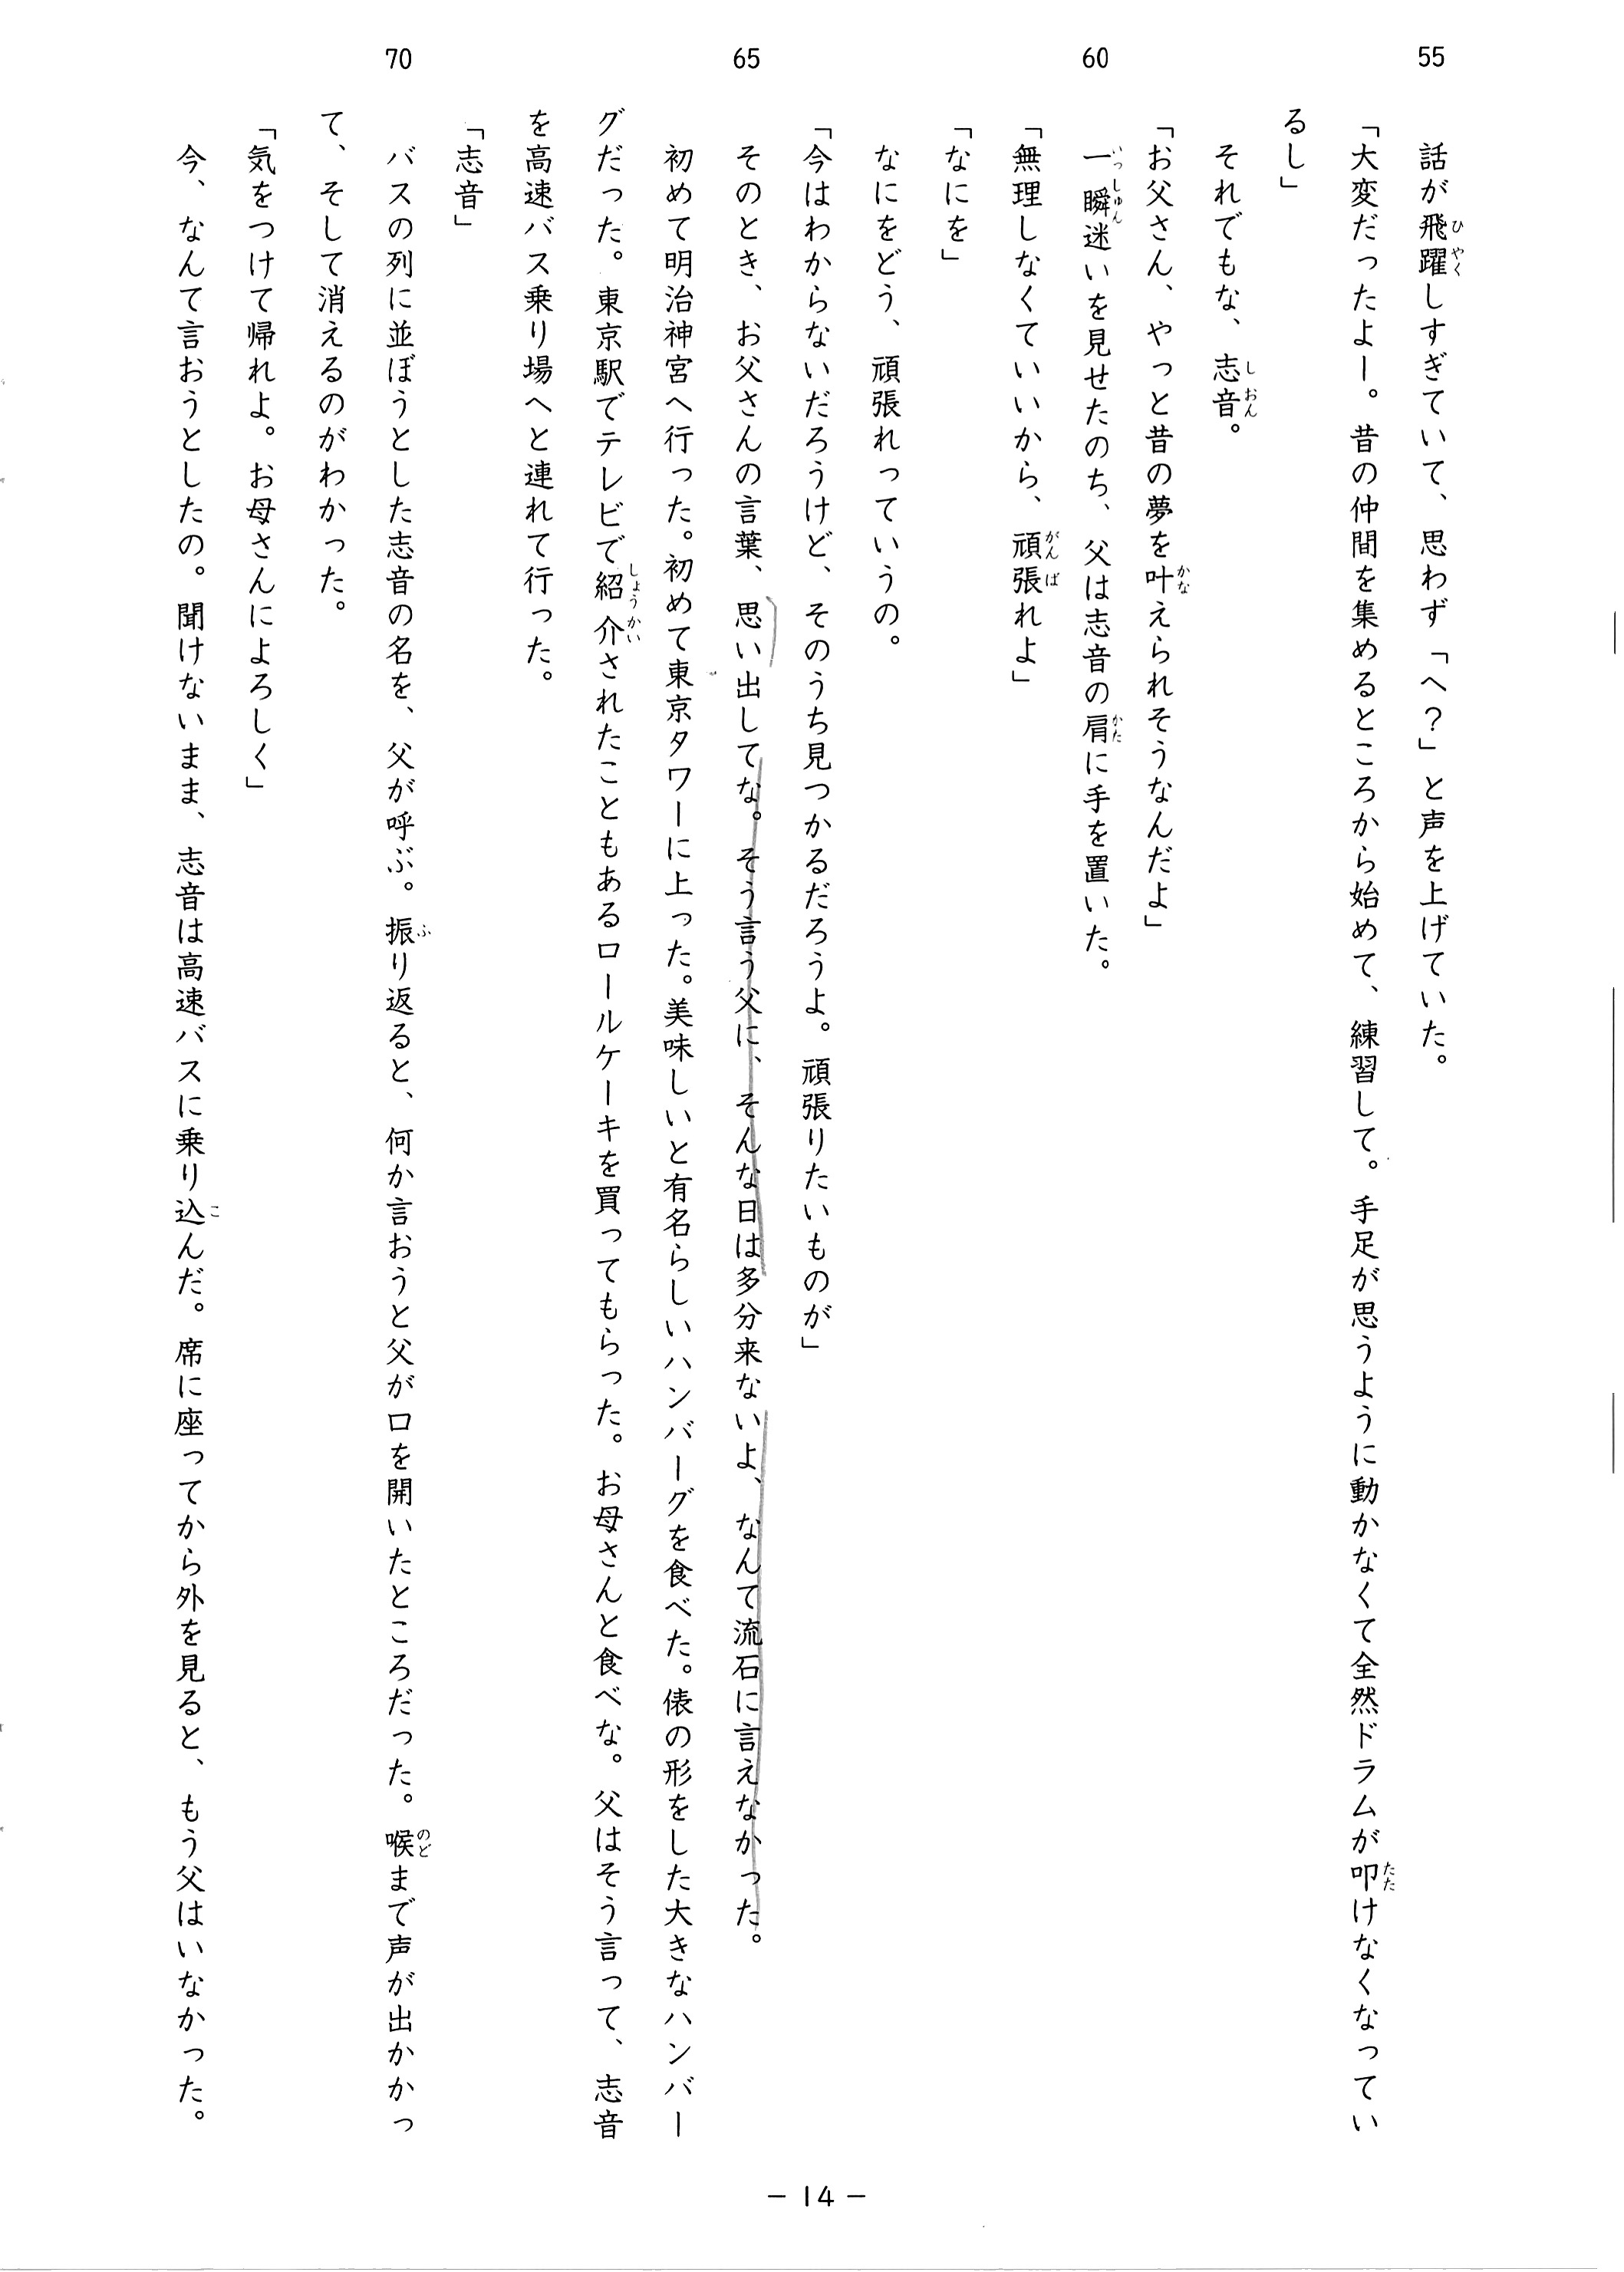 55
話が飛躍しすぎていて、思わず「へ？」と声を上げていた。
「大変だったよー。昔の仲間を集めるところから始めて、練習して。手足が思うように動かなくて全然ドラムが叩けなくなってい
るし」
それでもな、志音。
「お父さん、やっと昔の夢を叶えられそうなんだよ」
60
一瞬迷いを見せたのち、父は志音の肩に手を置いた。
「無理しなくていいから、頑張れよ」
「なにを」
なにをどう、頑張れっていうの。
「今はわからないだろうけど、そのうち見つかるだろうよ。頑張りたいものが」
65
そのとき、お父さんの言葉、思い出してな。そう言う父に、そんな日は多分来ないよ、なんて流石に言えなかった。
初めて明治神宮へ行った。初めて東京タワーに上った。美味しいと有名らしいハンバーグを食べた。俵の形をした大きなハンバー
グだった。東京駅でテレビで紹介されたこともあるロールケーキを買ってもらった。お母さんと食べな。父はそう言って、志音
を高速バス乗り場へと連れて行った。
「志音」
70
バスの列に並ぼうとした志音の名を、父が呼ぶ。振り返ると、何か言おうと父が口を開いたところだった。喉まで声が出かかっ
て、そして消えるのがわかった。
「気をつけて帰れよ。お母さんによろしく」
今、なんて言おうとしたの。聞けないまま、志音は高速バスに乗り込んだ。席に座ってから外を見ると、もう父はいなかった。
－14－